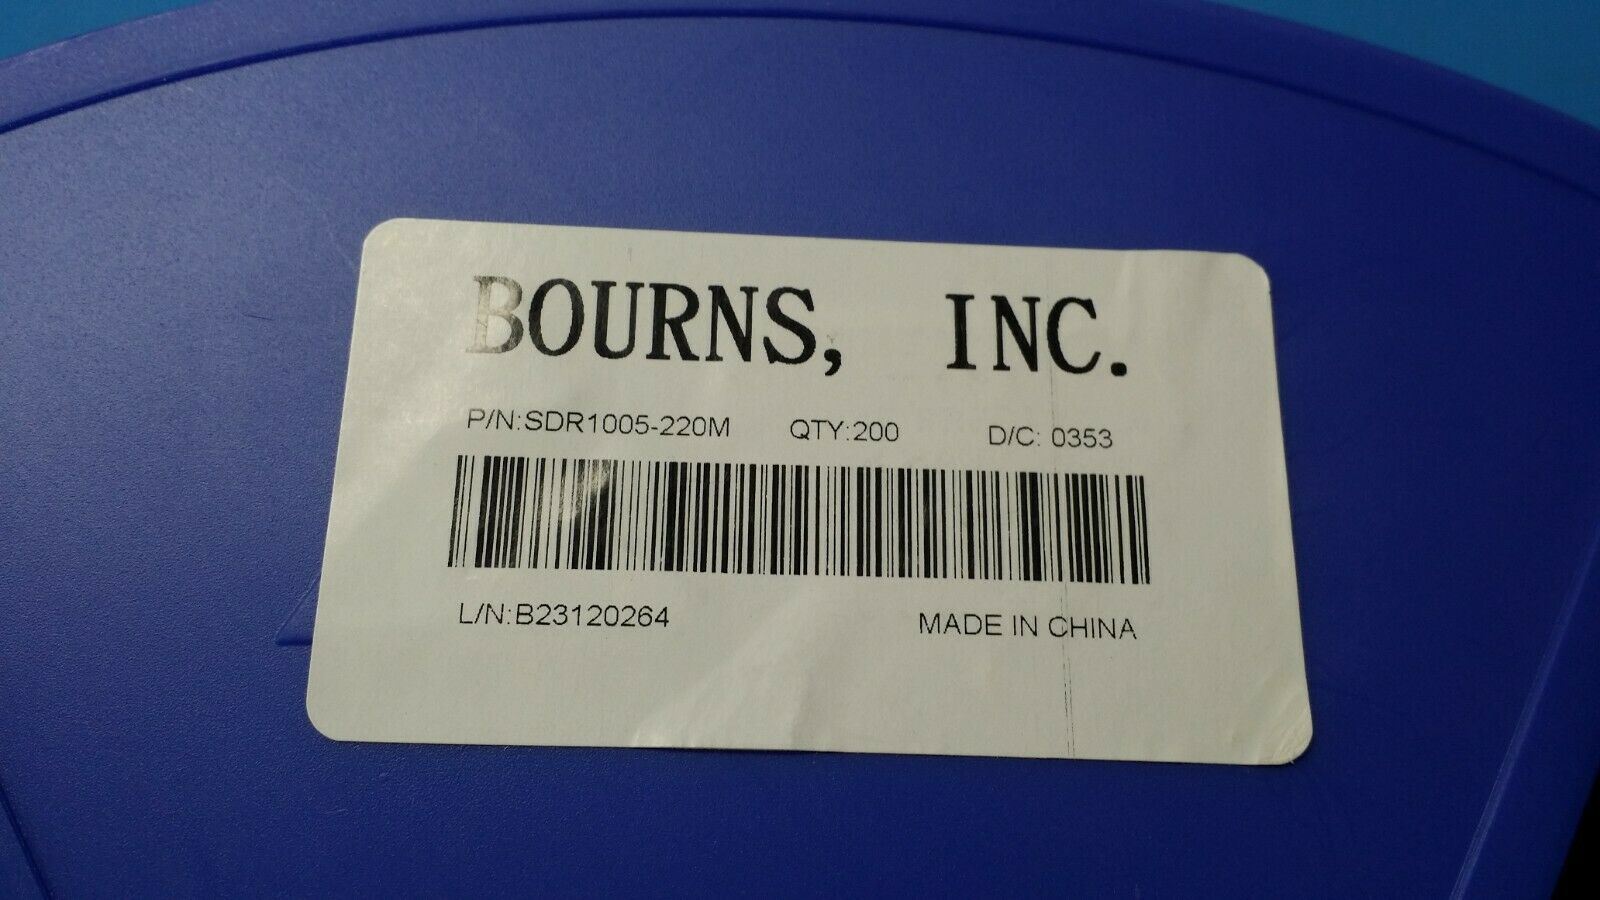 BOURNS, INC.
P/N:SDR1005-220M QTY:200 D/C: 0353
L/N:B23120264 MADE IN CHINA